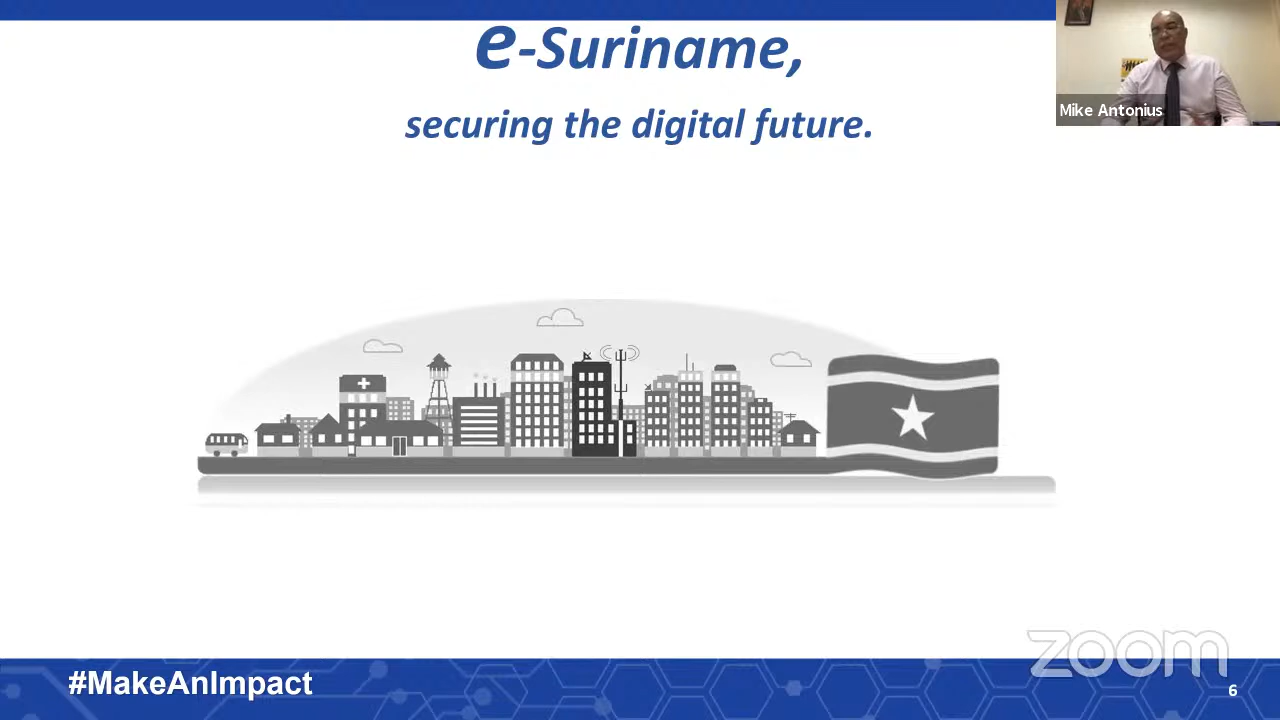 e-Suriname,
securing the digital future.
Mike Antonius
#MakeAnImpact
zoom
6